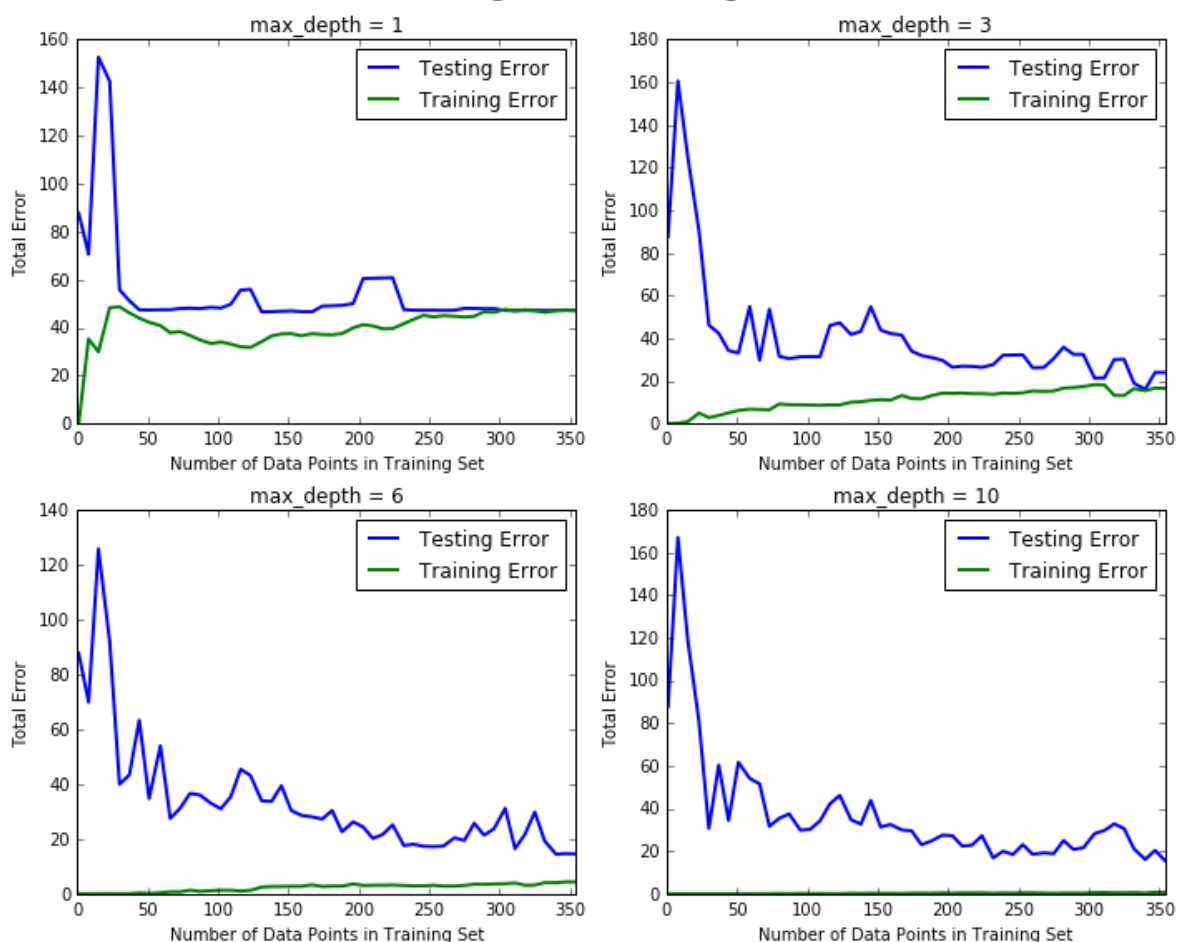 max_depth = 1
160
140
120
100
80
60
40
20
0
Total Error
Testing Error
Training Error
0 50 100 150 200 250 300 350
Number of Data Points in Training Set
max_depth = 3
180
160
140
120
100
80
60
40
20
0
Total Error
Testing Error
Training Error
0 50 100 150 200 250 300 350
Number of Data Points in Training Set
max_depth = 6
140
120
100
80
60
40
20
0
Total Error
Testing Error
Training Error
0 50 100 150 200 250 300 350
Number of Data Points in Training Set
max_depth = 10
180
160
140
120
100
80
60
40
20
0
Total Error
Testing Error
Training Error
0 50 100 150 200 250 300 350
Number of Data Points in Training Set